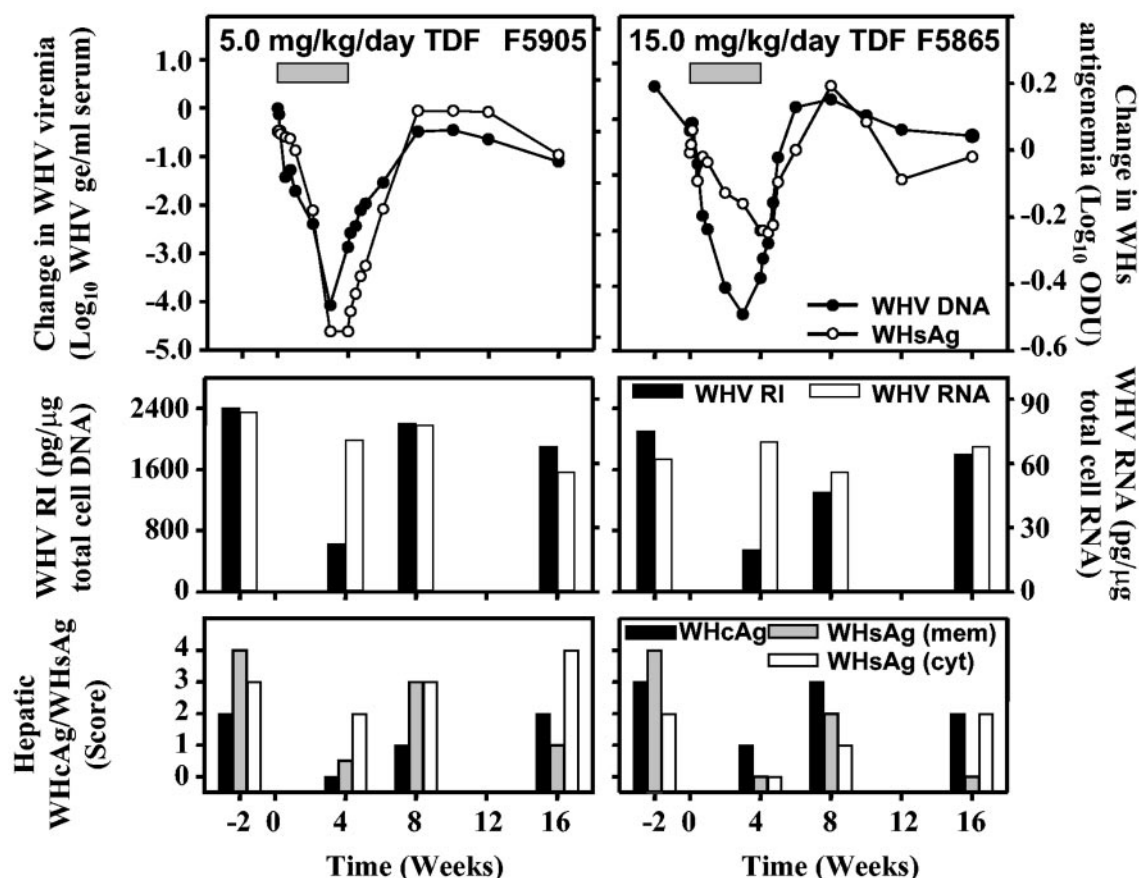 5.0 mg/kg/day TDF F5905
15.0 mg/kg/day TDF F5865
Change in WHV viremia
(Log10 WHV ge/ml serum)
1.0
0
-1.0
-2.0
-3.0
-4.0
-5.0
WHV DNA
WHsAg
0.2
0
-0.2
-0.4
-0.6
Change in WHs
antigenemia (Log10 ODU)
WHV RI (pg/µg
total cell DNA)
2400
1600
800
0
WHV RI
WHV RNA
90
60
30
0
WHV RNA (pg/µg
total cell RNA)
Hepatic
WHcAg/WHsAg
(Score)
4
3
2
1
0
WHcAg
WHsAg (mem)
WHsAg (cyt)
-2 0 4 8 12 16
-2 0 4 8 12 16
Time (Weeks)
Time (Weeks)